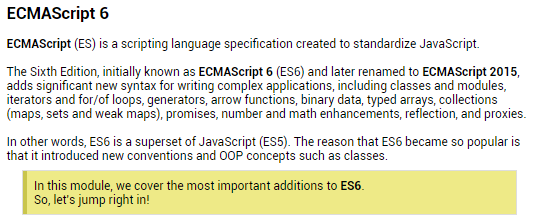 ECMAScript 6
ECMAScript (ES) is a scripting language specification created to standardize JavaScript.
The Sixth Edition, initially known as ECMAScript 6 (ES6) and later renamed to ECMAScript 2015,
adds significant new syntax for writing complex applications, including classes and modules,
iterators and for/of loops, generators, arrow functions, binary data, typed arrays, collections
(maps, sets and weak maps), promises, number and math enhancements, reflection, and proxies.
In other words, ES6 is a superset of JavaScript (ES5). The reason that ES6 became so popular is
that it introduced new conventions and OOP concepts such as classes.
In this module, we cover the most important additions to ES6.
So, let's jump right in!